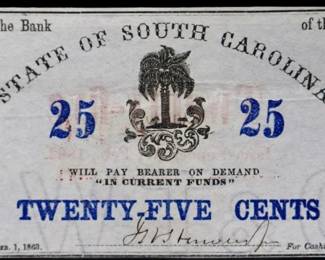 the Bank of the
STATE OF SOUTH CAROLINA
25 25
WILL PAY BEARER ON DEMAND
"IN CURRENT FUNDS"
TWENTY-FIVE CENTS
1, 1863. For Cash